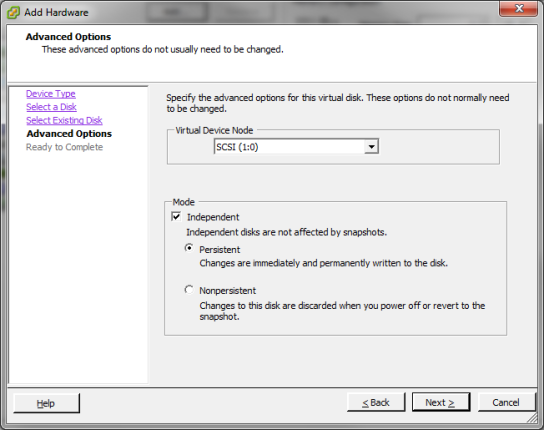 Add Hardware
Advanced Options
These advanced options do not usually need to be changed.
Device Type
Select a Disk
Select Existing Disk
Advanced Options
Ready to Complete
Specify the advanced options for this virtual disk. These options do not normally need
to be changed.
Virtual Device Node
SCSI (1:0)
Mode
Independent
Independent disks are not affected by snapshots.
Persistent
Changes are immediately and permanently written to the disk.
Nonpersistent
Changes to this disk are discarded when you power off or revert to the
snapshot.
Help
< Back
Next >
Cancel